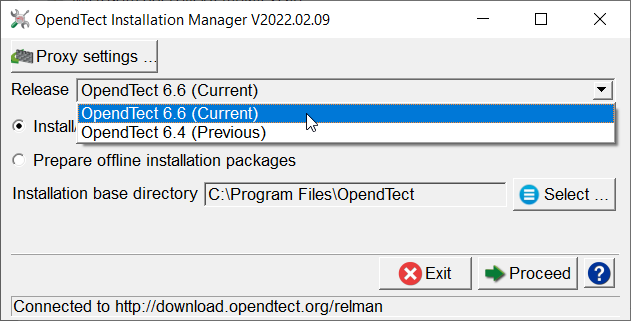 OpendTect Installation Manager V2022.02.09
Proxy settings ...
Release OpendTect 6.6 (Current)
OpendTect 6.6 (Current)
OpendTect 6.4 (Previous)
Install/
Prepare offline installation packages
Installation base directory C:\Program Files\OpendTect Select ...
Exit Proceed ?
Connected to http://download.opendtect.org/relman